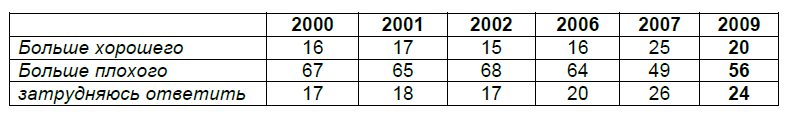 2000 2001 2002 2006 2007 2009
Больше хорошего 16 17 15 16 25 20
Больше плохого 67 65 68 64 49 56
затрудняюсь ответить 17 18 17 20 26 24